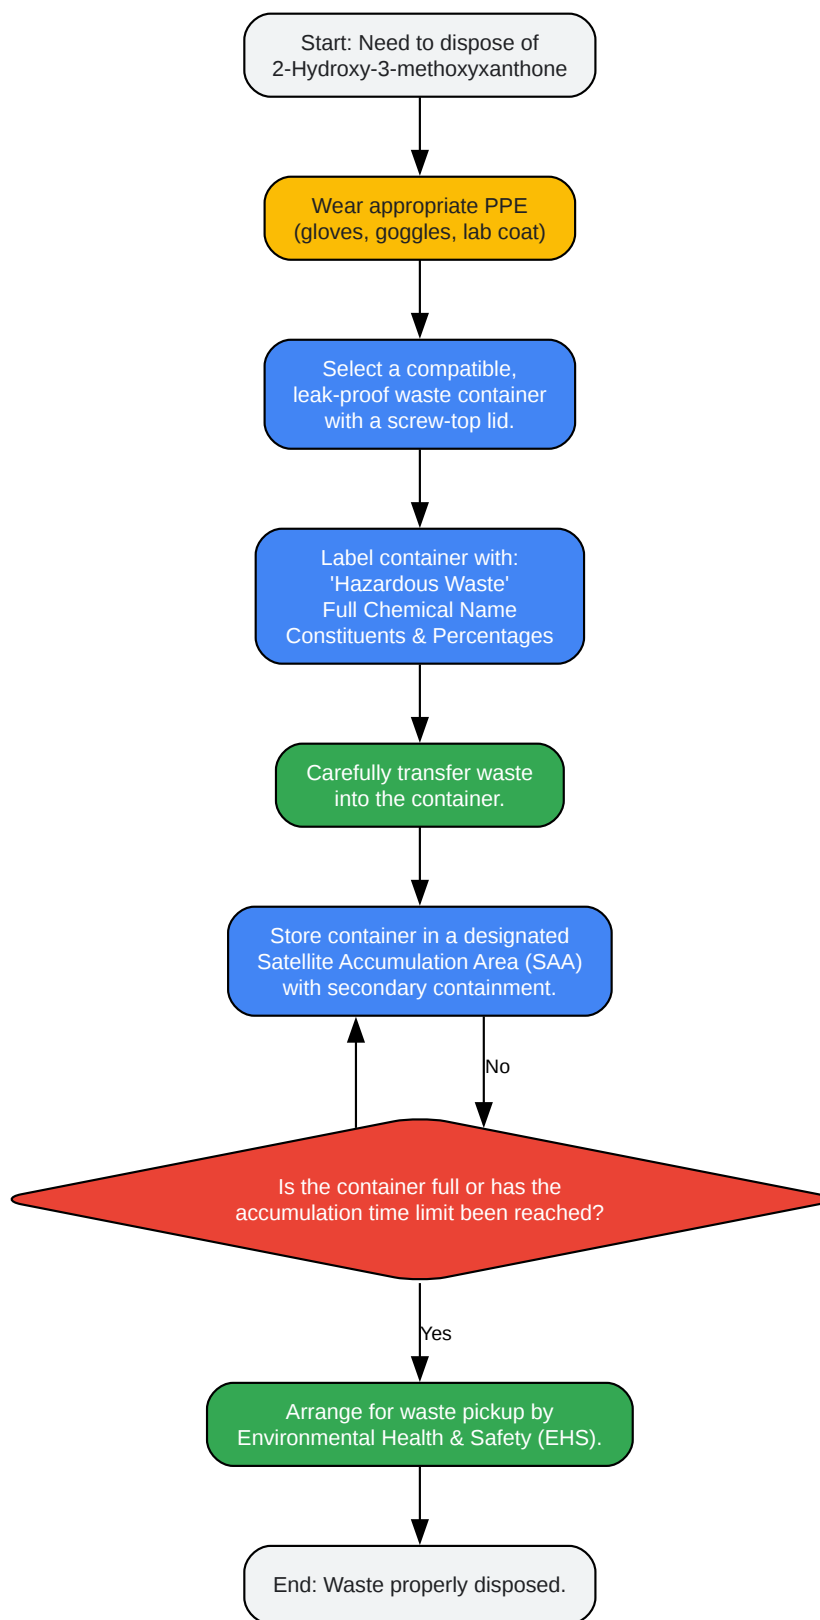 Start: Need to dispose of
2-Hydroxy-3-methoxyxanthone
Wear appropriate PPE
(gloves, goggles, lab coat)
Select a compatible,
leak-proof waste container
with a screw-top lid.
Label container with:
'Hazardous Waste'
Full Chemical Name
Constituents & Percentages
Carefully transfer waste
into the container.
Store container in a designated
Satellite Accumulation Area (SAA)
with secondary containment.
No
Is the container full or has the
accumulation time limit been reached?
Yes
Arrange for waste pickup by
Environmental Health & Safety (EHS).
End: Waste properly disposed.